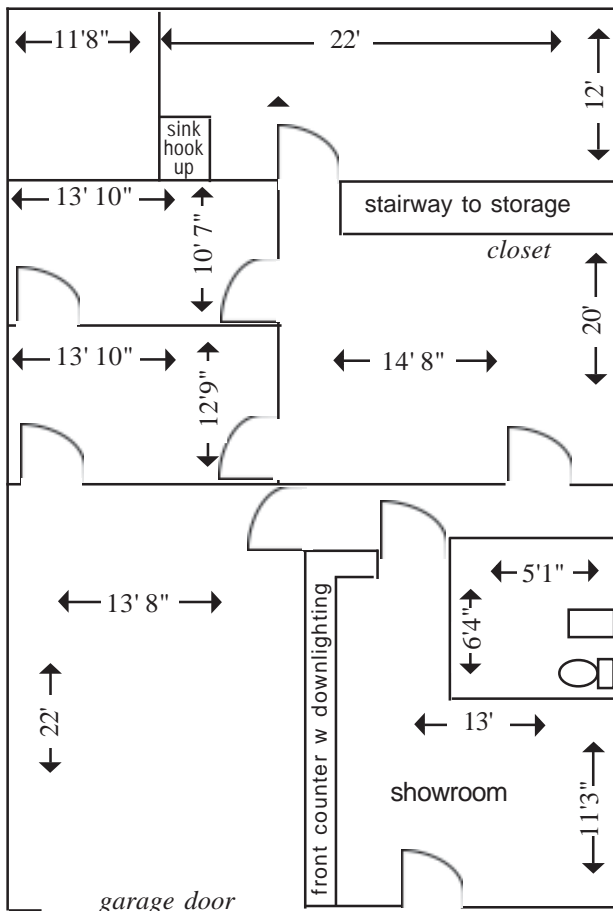 11'8"
22'
12'
sink
hook
up
13' 10"
10' 7"
stairway to storage
closet
20'
13' 10"
12'9"
14' 8"
13' 8"
22'
front counter w downlighting
5'1"
6'4"
13'
showroom
11'3"
garage door